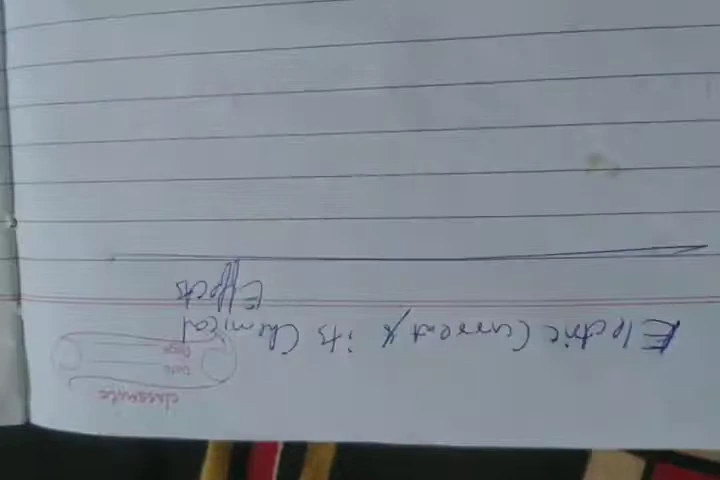 classmate
Date
Page
Electric Current & its Chemical
Effects